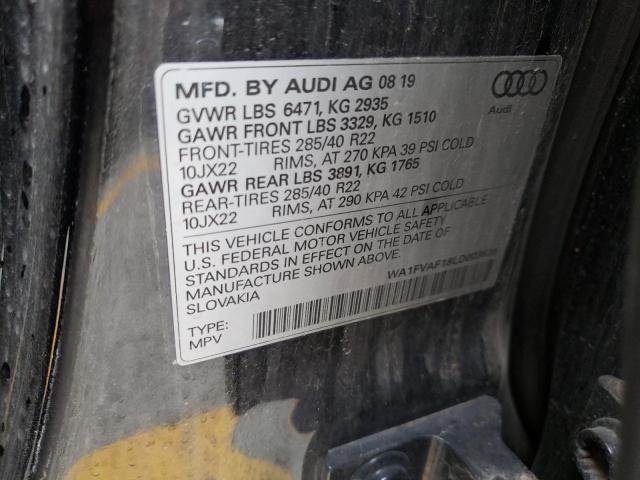 MFD. BY AUDI AG 08 19
GVWR LBS 6471, KG 2935
GAWR FRONT LBS 3329, KG 1510
FRONT-TIRES 285/40 R22
10JX22 RIMS, AT 270 KPA 39 PSI COLD
GAWR REAR LBS 3891, KG 1765
REAR-TIRES 285/40 R22
10JX22 RIMS, AT 290 KPA 42 PSI COLD
THIS VEHICLE CONFORMS TO ALL APPLICABLE
U.S. FEDERAL MOTOR VEHICLE SAFETY
STANDARDS IN EFFECT ON THE DATE OF
MANUFACTURE SHOWN ABOVE.
SLOVAKIA
TYPE:
MPV
Audi